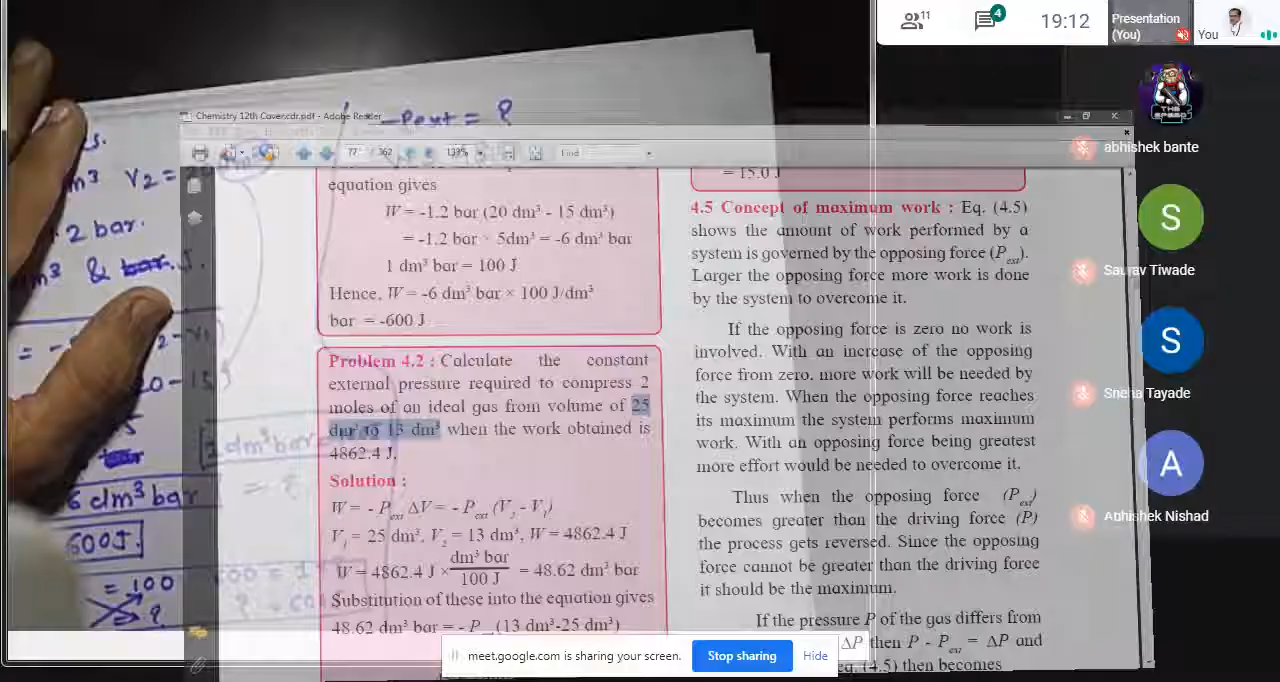 11
4
19:12
Presentation
(You)
You
abhishek bante
Saurav Tiwade
Sneha Tayade
Abhishek Nishad
S
S
A
Chemistry 12th Cover.cdr.pdf - Adobe Reader
77 / 362
139%
Find
- Pext = ?
V2 =
2 bar.
& bar J.
6 dm³ bar
600J.
= 100
?
equation gives
W = -1.2 bar (20 dm³ - 15 dm³)
= -1.2 bar × 5dm³ = -6 dm³ bar
1 dm³ bar = 100 J
Hence, W = -6 dm³ bar × 100 J/dm³
bar = -600 J
Problem 4.2 : Calculate the constant
external pressure required to compress 2
moles of an ideal gas from volume of 25
dm³ to 13 dm³ when the work obtained is
4862.4 J.
Solution :
W = - Pext ΔV = - Pext (V2 - V1)
V1 = 25 dm³, V2 = 13 dm³, W = 4862.4 J
W = 4862.4 J × dm³ bar / 100 J = 48.62 dm³ bar
Substitution of these into the equation gives
48.62 dm³ bar = - P (13 dm³-25 dm³)
= 15.0 J
4.5 Concept of maximum work : Eq. (4.5)
shows the amount of work performed by a
system is governed by the opposing force (Pext).
Larger the opposing force more work is done
by the system to overcome it.
If the opposing force is zero no work is
involved. With an increase of the opposing
force from zero, more work will be needed by
the system. When the opposing force reaches
its maximum the system performs maximum
work. With an opposing force being greatest
more effort would be needed to overcome it.
Thus when the opposing force (Pext)
becomes greater than the driving force (P)
the process gets reversed. Since the opposing
force cannot be greater than the driving force
it should be the maximum.
If the pressure P of the gas differs from
ΔP then P - Pext = ΔP and
eq. (4.5) then becomes
meet.google.com is sharing your screen.
Stop sharing
Hide